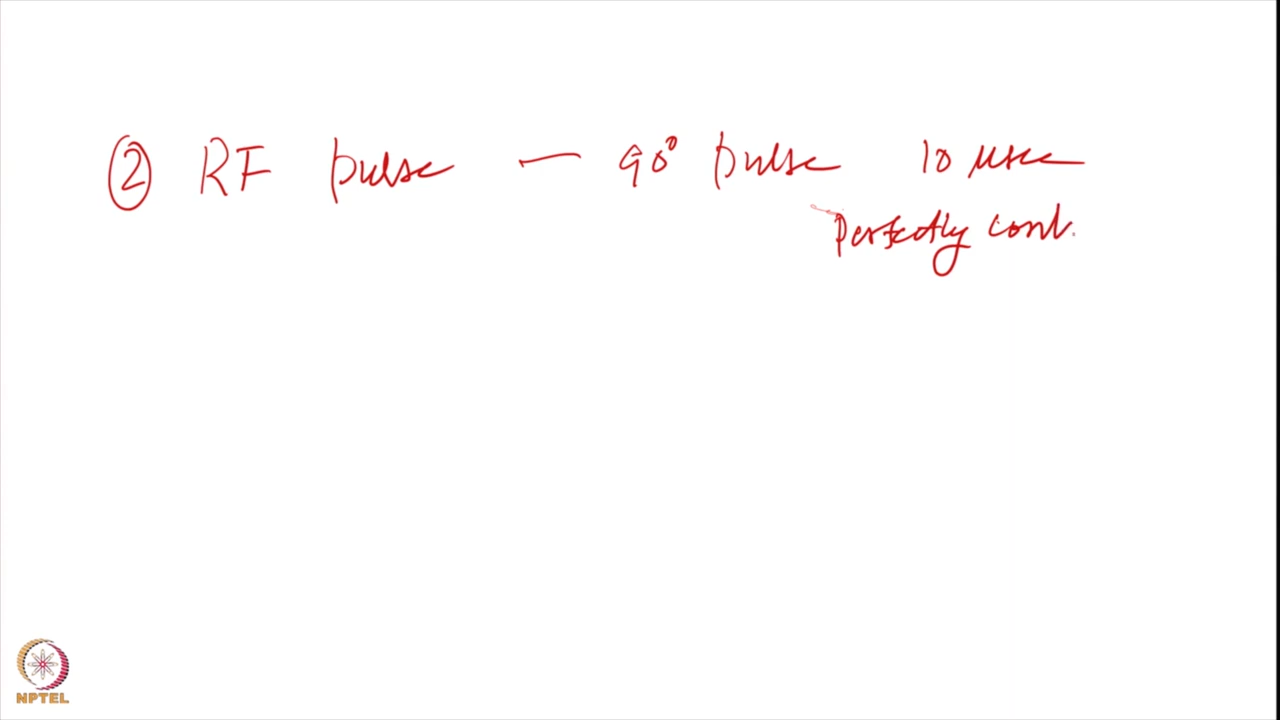 ② RF pulse — 90° pulse 10 μsec
Perfectly cont.
NPTEL